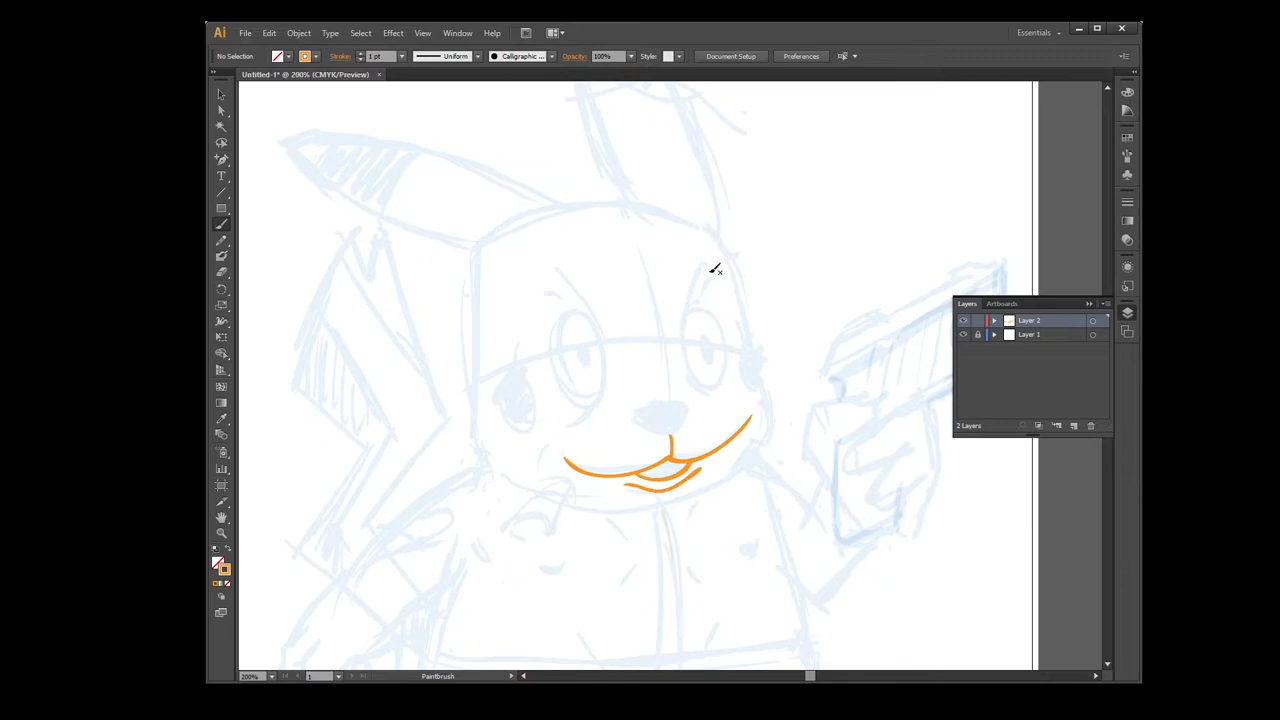 Ai File Edit Object Type Select Effect View Window Help Essentials
No Selection Stroke: 1 pt Uniform Calligraphic ... Opacity: 100% Style: Document Setup Preferences
Untitled-1* @ 200% (CMYK/Preview) ×
T
Layers Artboards
Layer 2
Layer 1
2 Layers
200% 1 Paintbrush